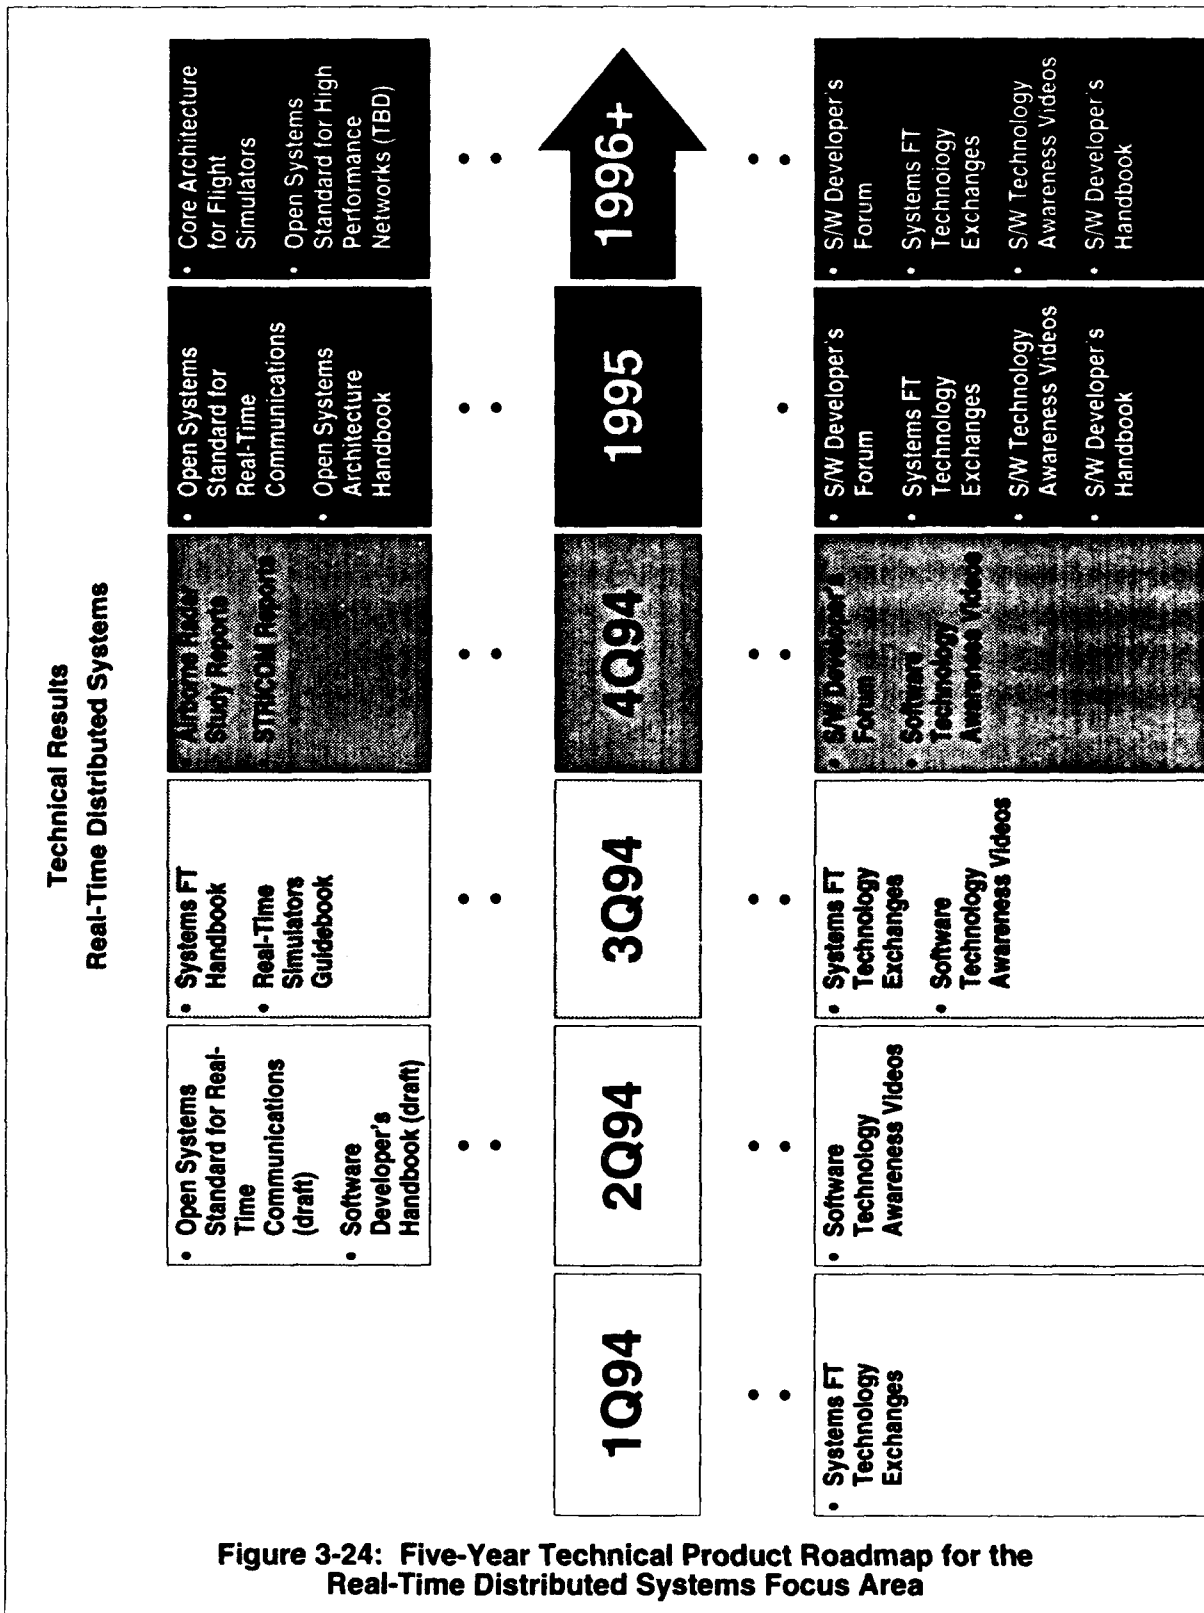 Technical Results
Real-Time Distributed Systems
• Open Systems
Standard for Real-
Time
Communications
(draft)
• Software
Developer's
Handbook (draft)
• Systems FT
Handbook
• Real-Time
Simulators
Guidebook
Airborne Radar
Study Reports
STRICOM Reports
• Open Systems
Standard for
Real-Time
Communications
• Open Systems
Architecture
Handbook
• Core Architecture
for Flight
Simulators
• Open Systems
Standard for High
Performance
Networks (TBD)
1Q94
2Q94
3Q94
4Q94
1995
1996+
• Systems FT
Technology
Exchanges
• Software
Technology
Awareness Videos
• Systems FT
Technology
Exchanges
• Software
Technology
Awareness Videos
• S/W Developer's
Forum
• Software
Technology
Awareness Videos
• S/W Developer's
Forum
• Systems FT
Technology
Exchanges
• S/W Technology
Awareness Videos
• S/W Developer's
Handbook
• S/W Developer's
Forum
• Systems FT
Technology
Exchanges
• S/W Technology
Awareness Videos
• S/W Developer's
Handbook
Figure 3-24: Five-Year Technical Product Roadmap for the
Real-Time Distributed Systems Focus Area